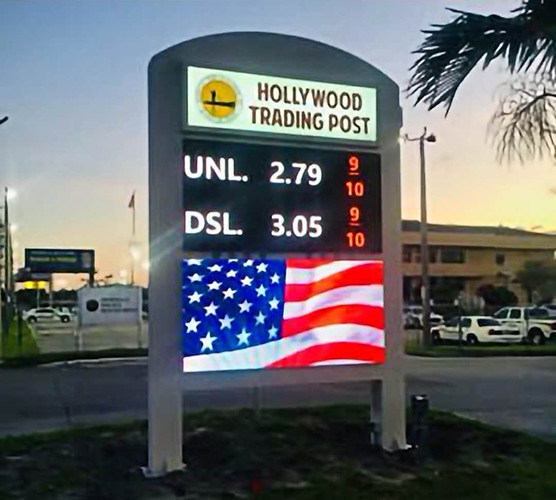 HOLLYWOOD
TRADING POST
UNL. 2.79 9/10
DSL. 3.05 9/10